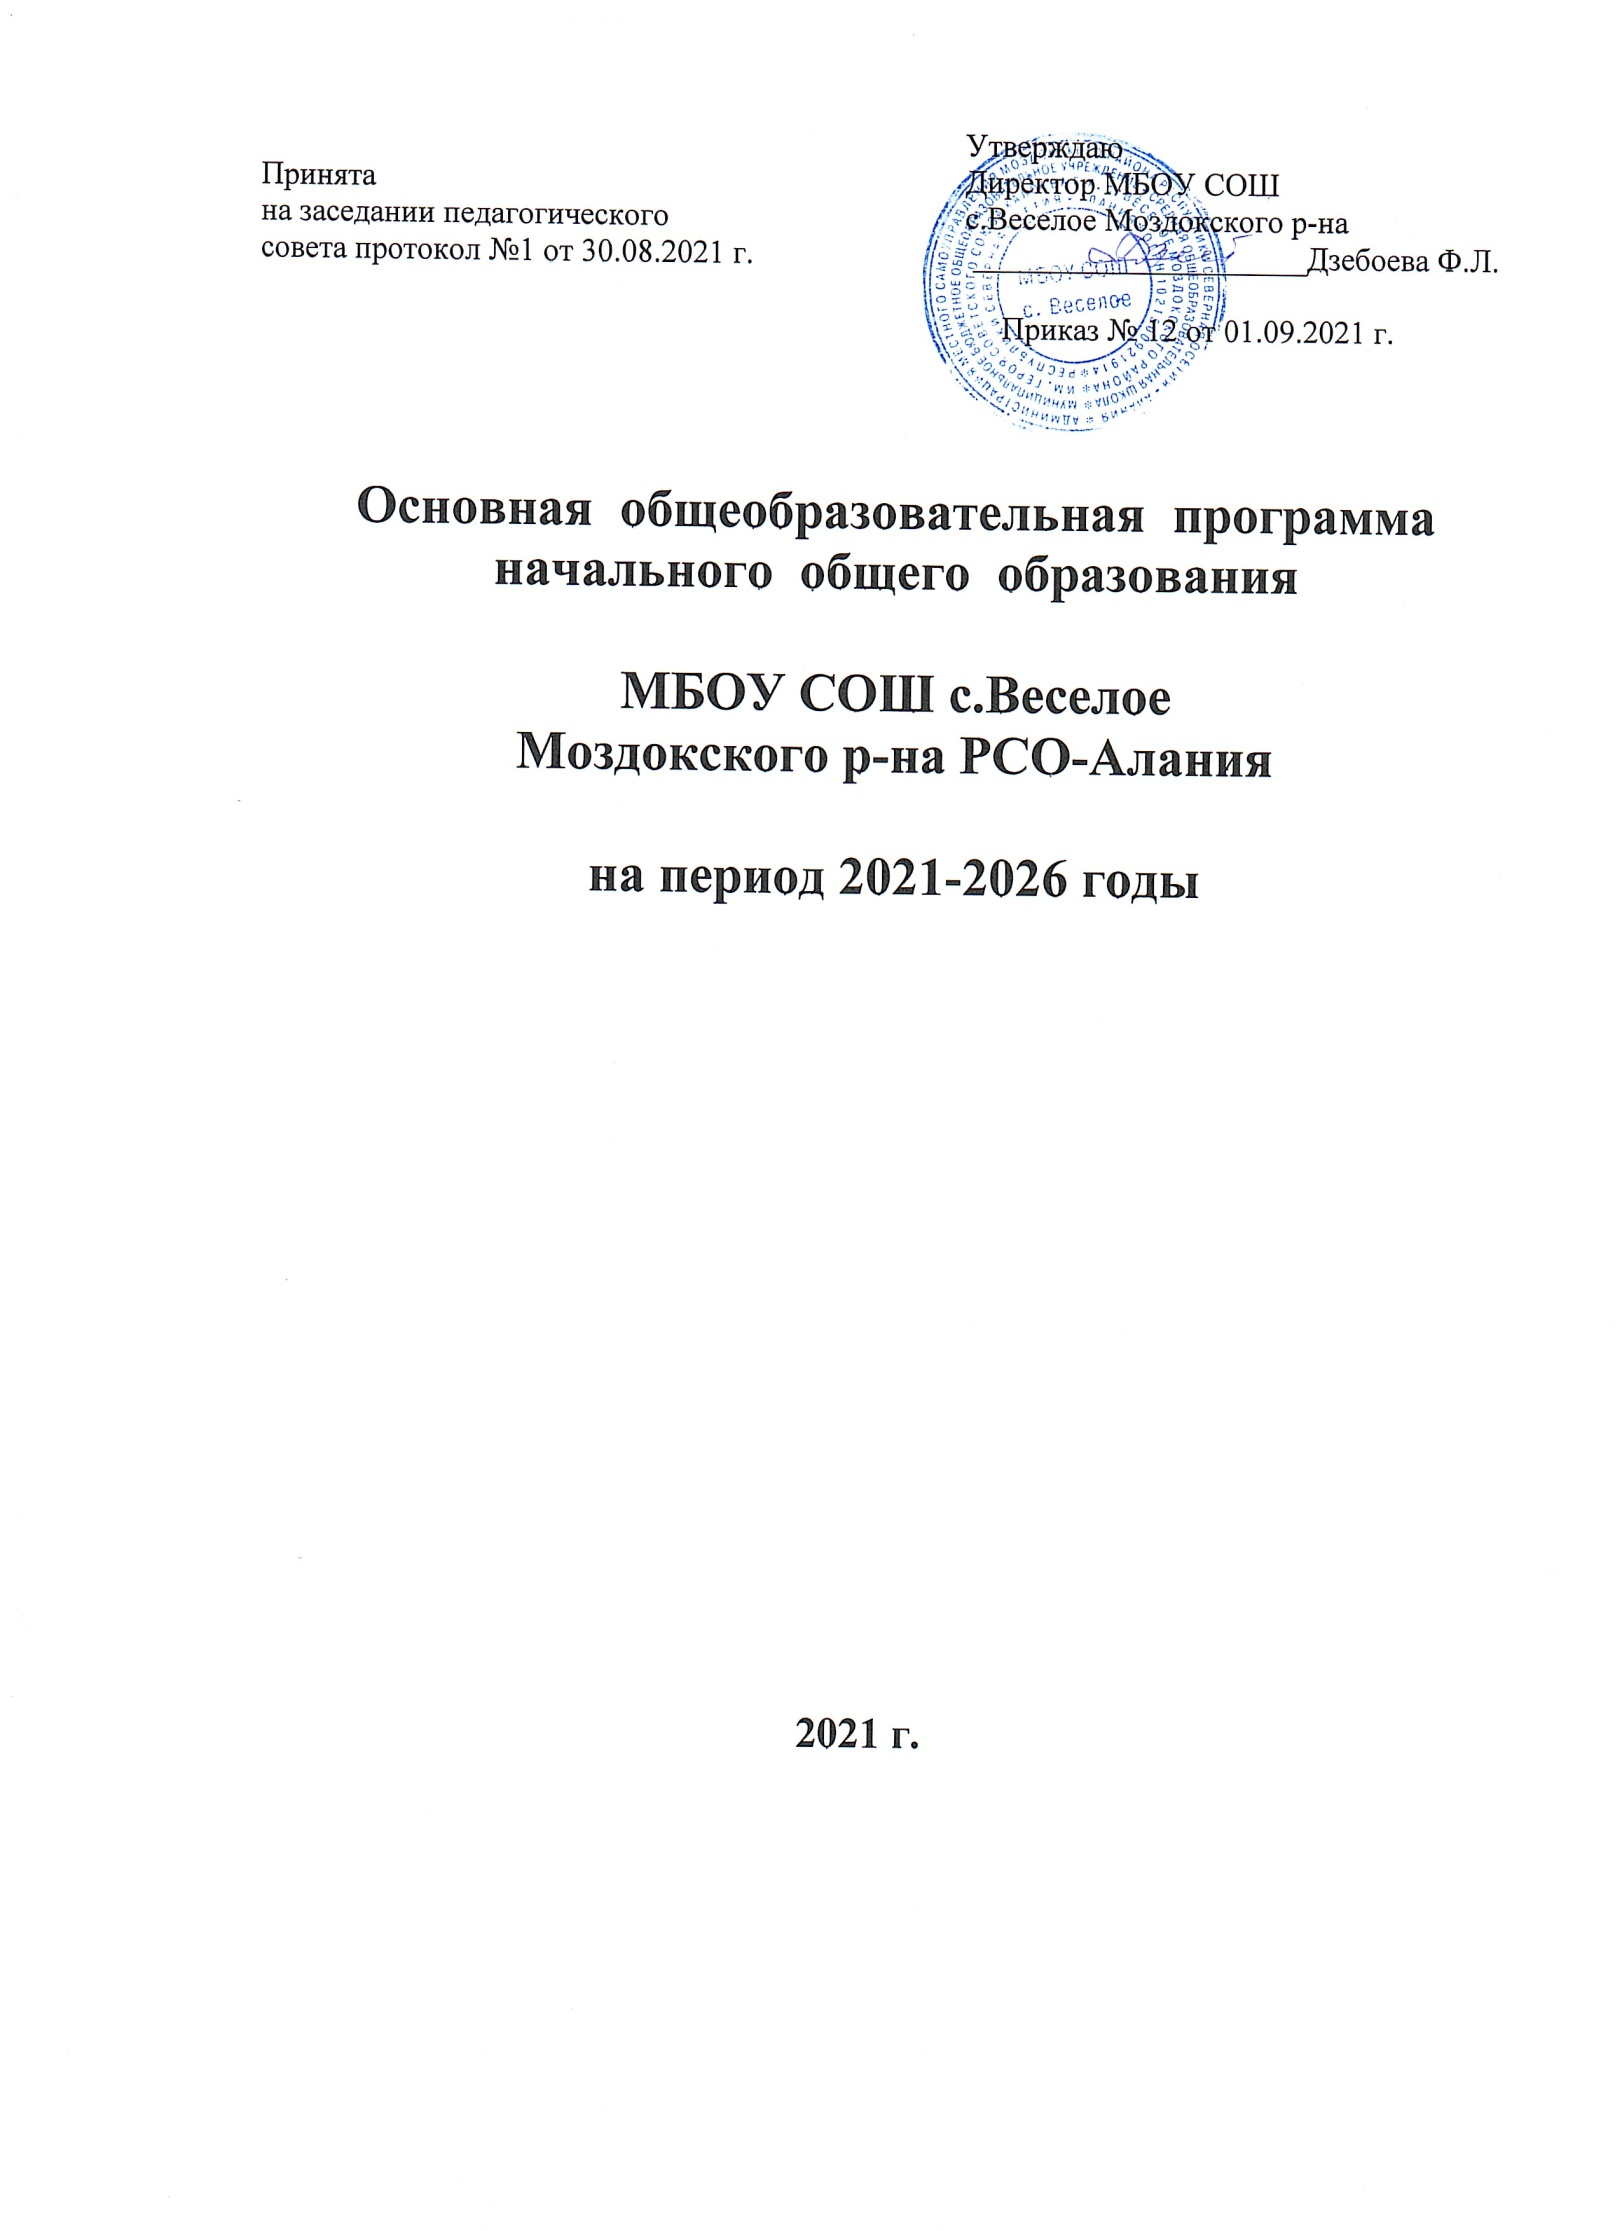 Принята
на заседании педагогического
совета протокол №1 от 30.08.2021 г.
Утверждаю
Директор МБОУ СОШ
с.Веселое Моздокского р-на
Дзебоева Ф.Л.
Приказ № 12 от 01.09.2021 г.
МБОУ СОШ
с. Веселое
Основная общеобразовательная программа
начального общего образования
МБОУ СОШ с.Веселое
Моздокского р-на РСО-Алания
на период 2021-2026 годы
2021 г.